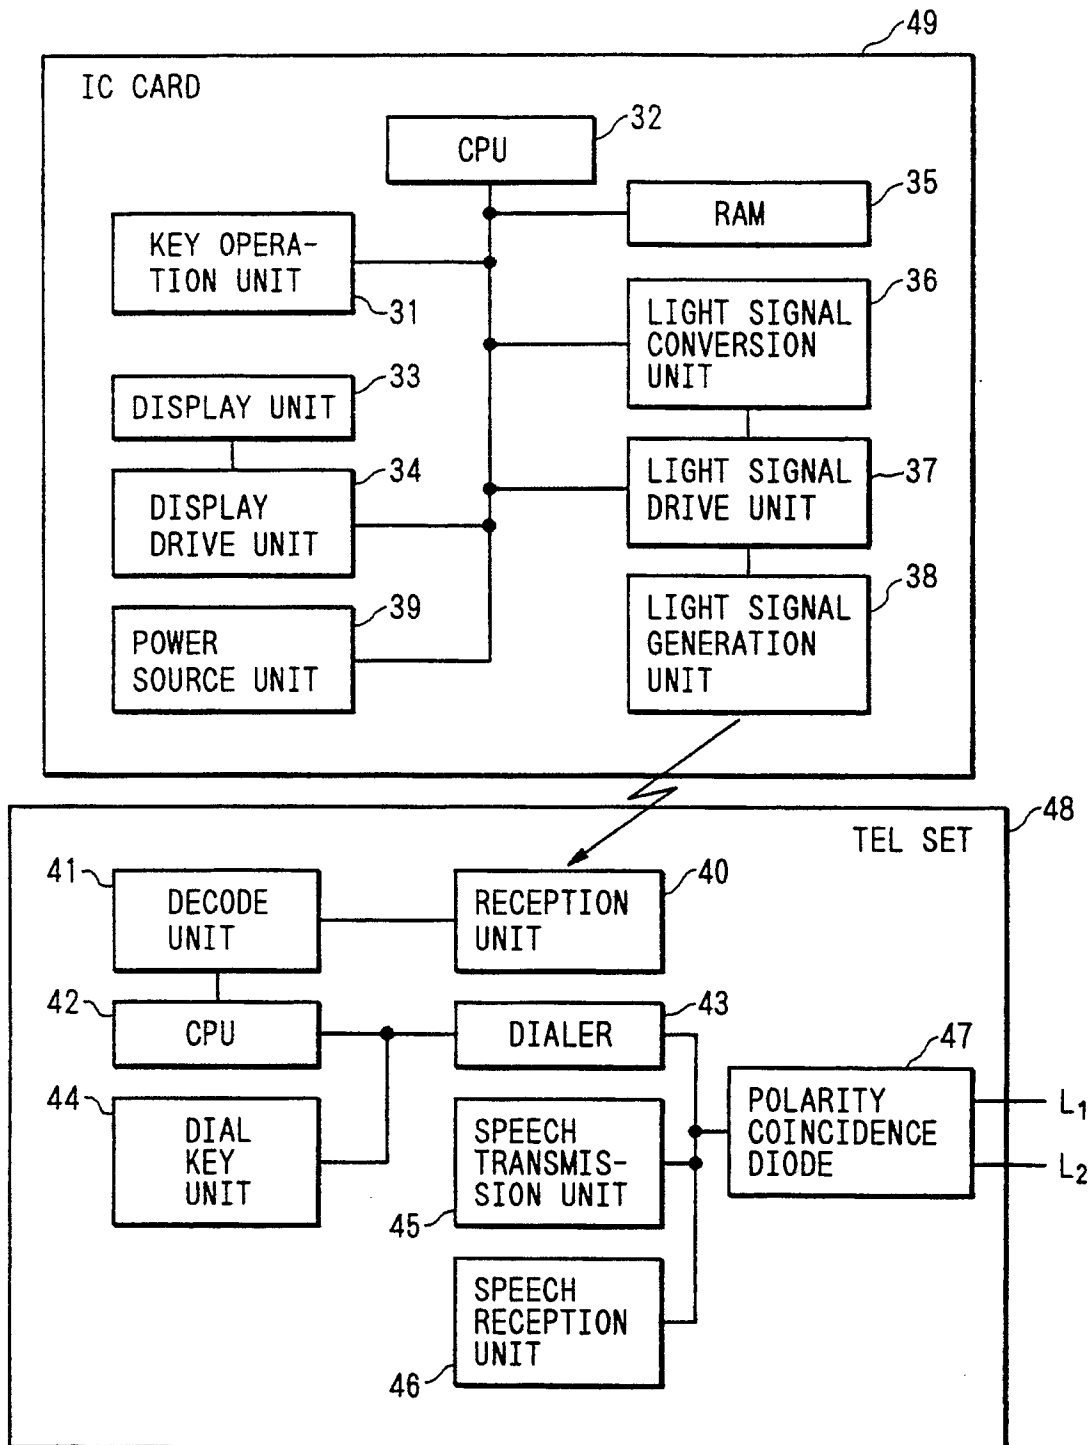 49
IC CARD
32
CPU
35
RAM
KEY OPERA-
TION UNIT
31
36
LIGHT SIGNAL
CONVERSION
UNIT
33
DISPLAY UNIT
34
DISPLAY
DRIVE UNIT
37
LIGHT SIGNAL
DRIVE UNIT
39
POWER
SOURCE UNIT
38
LIGHT SIGNAL
GENERATION
UNIT
48
TEL SET
41
DECODE
UNIT
40
RECEPTION
UNIT
42
CPU
43
DIALER
44
DIAL
KEY
UNIT
SPEECH
TRANSMIS-
SION UNIT
45
47
POLARITY
COINCIDENCE
DIODE
L1
L2
SPEECH
RECEPTION
UNIT
46